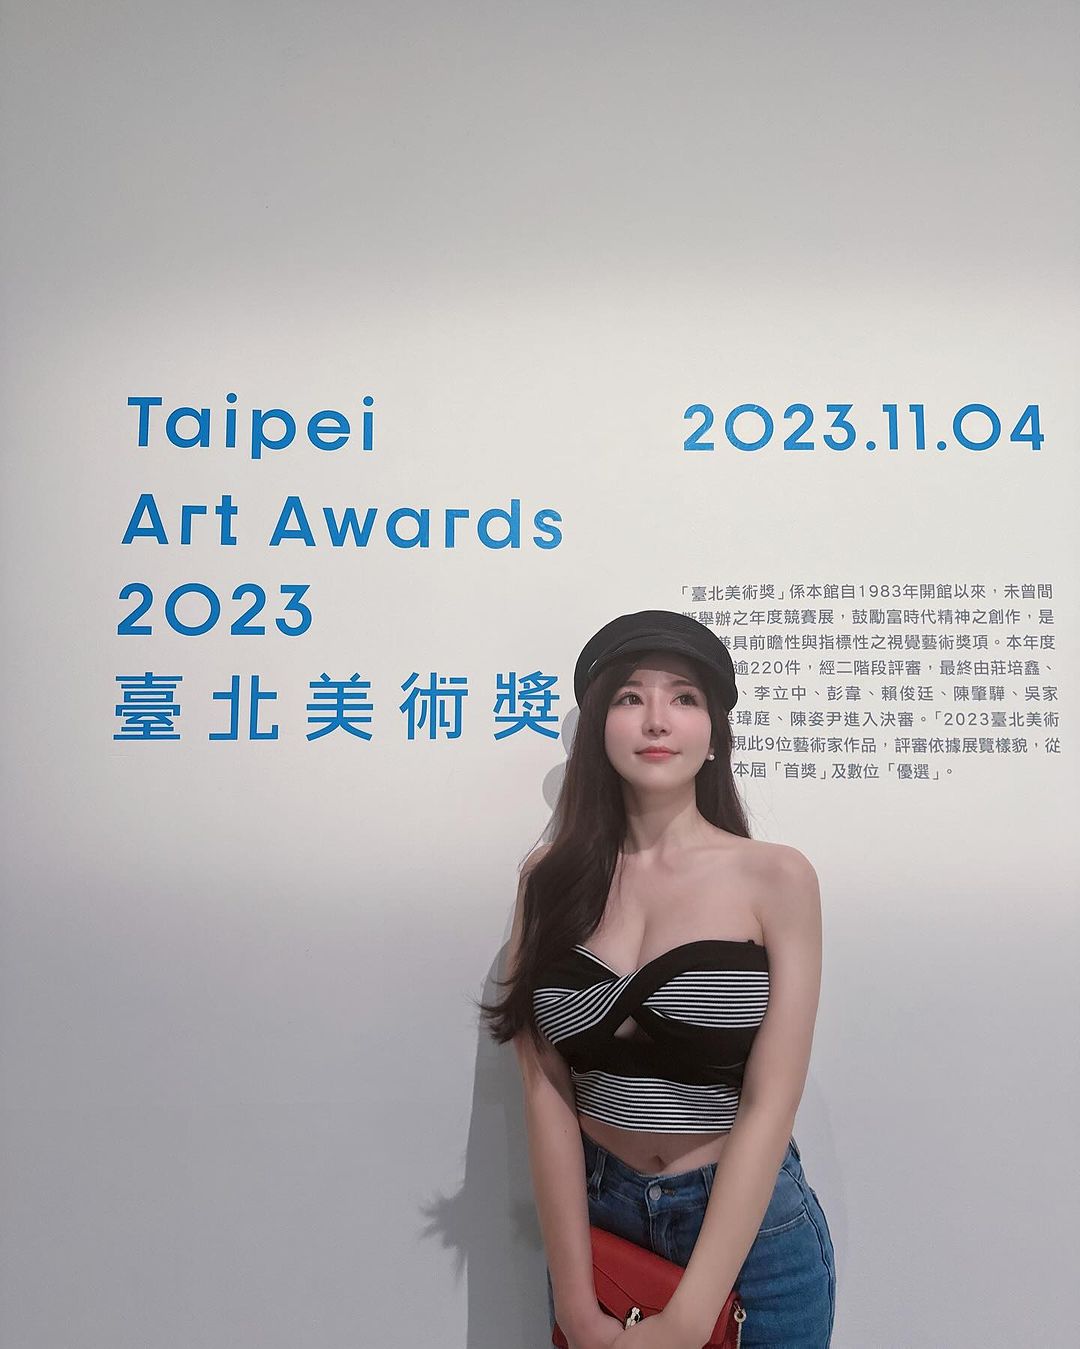 Taipei
Art Awards
2023
臺北美術獎
2023.11.04
「臺北美術獎」係本館自1983年開館以來，未曾間
斷舉辦之年度競賽展，鼓勵富時代精神之創作，是
兼具前瞻性與指標性之視覺藝術獎項。本年度
逾220件，經二階段評審，最終由莊培鑫、
、李立中、彭韋、賴俊廷、陳肇驊、吳家
瑋庭、陳姿尹進入決審。「2023臺北美術
現此9位藝術家作品，評審依據展覽樣貌，從
本屆「首獎」及數位「優選」。